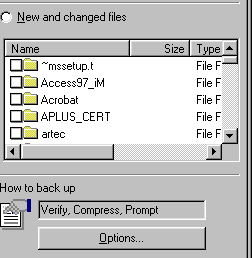 New and changed files
Name Size Type
~mssetup.t File F
Access97_iM File F
Acrobat File F
APLUS_CERT File F
artec File F
How to back up
Verify, Compress, Prompt
Options...